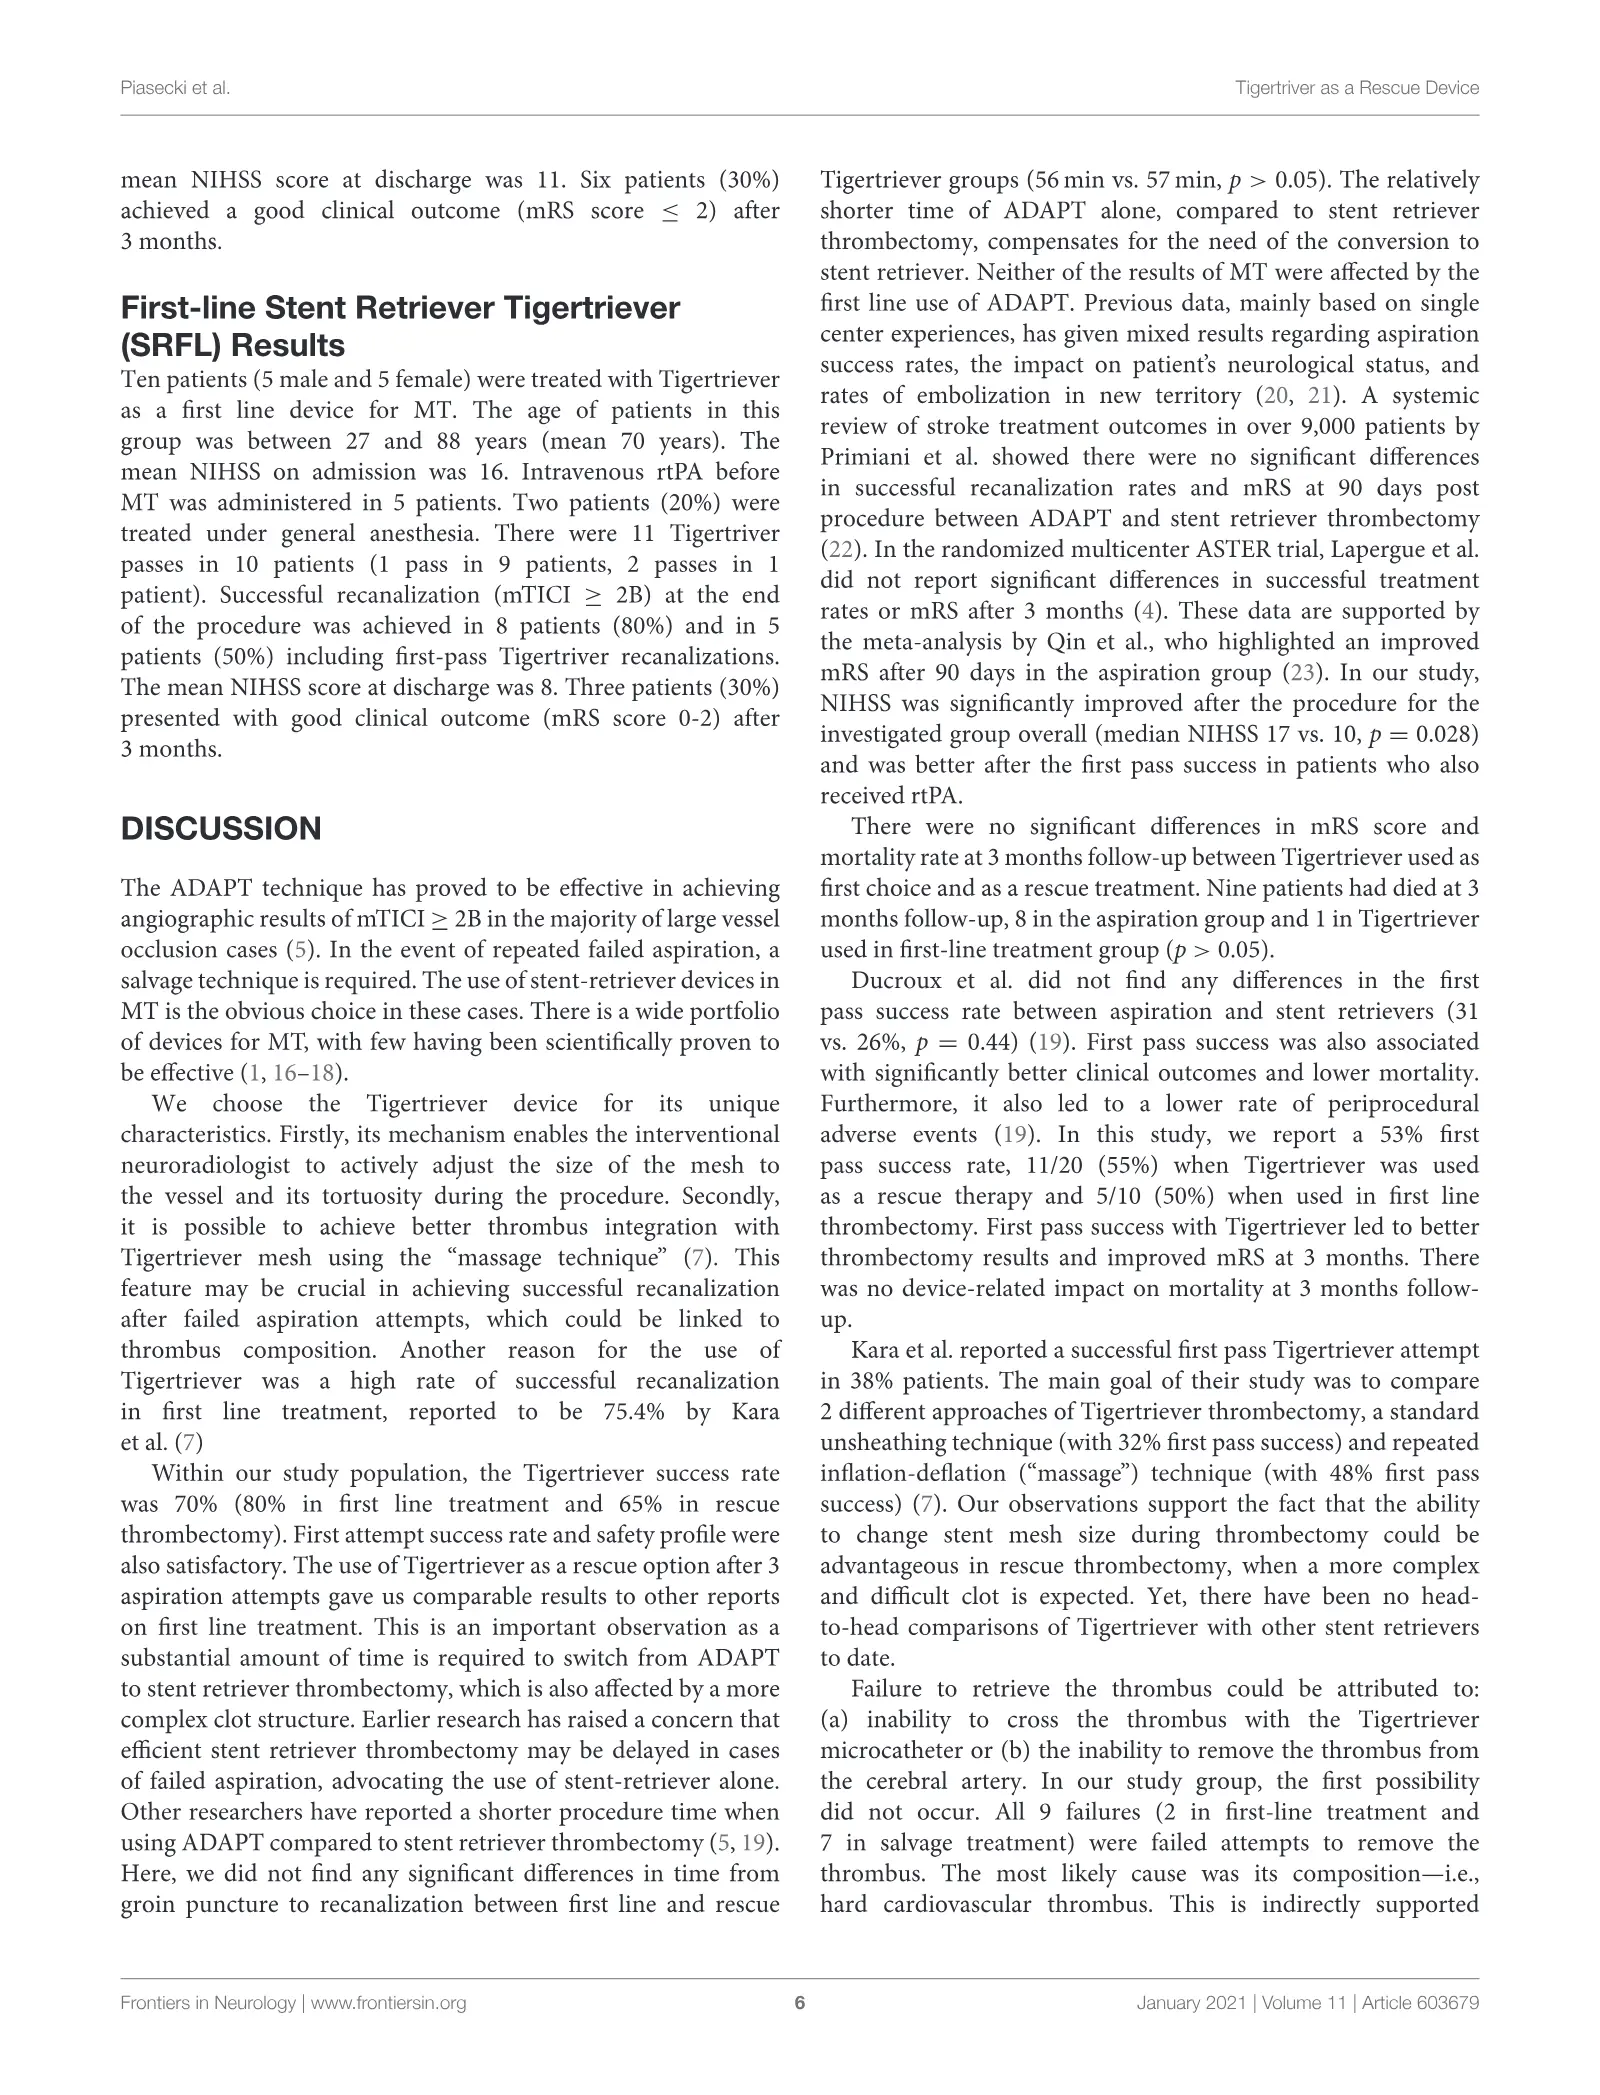 Piasecki et al.
Tigertriver as a Rescue Device
mean NIHSS score at discharge was 11. Six patients (30%)
achieved a good clinical outcome (mRS score ≤ 2) after
3 months.
First-line Stent Retriever Tigertriever
(SRFL) Results
Ten patients (5 male and 5 female) were treated with Tigertriever
as a first line device for MT. The age of patients in this
group was between 27 and 88 years (mean 70 years). The
mean NIHSS on admission was 16. Intravenous rtPA before
MT was administered in 5 patients. Two patients (20%) were
treated under general anesthesia. There were 11 Tigertriver
passes in 10 patients (1 pass in 9 patients, 2 passes in 1
patient). Successful recanalization (mTICI ≥ 2B) at the end
of the procedure was achieved in 8 patients (80%) and in 5
patients (50%) including first-pass Tigertriver recanalizations.
The mean NIHSS score at discharge was 8. Three patients (30%)
presented with good clinical outcome (mRS score 0-2) after
3 months.
DISCUSSION
The ADAPT technique has proved to be effective in achieving
angiographic results of mTICI ≥ 2B in the majority of large vessel
occlusion cases (5). In the event of repeated failed aspiration, a
salvage technique is required. The use of stent-retriever devices in
MT is the obvious choice in these cases. There is a wide portfolio
of devices for MT, with few having been scientifically proven to
be effective (1, 16–18).
We choose the Tigertriever device for its unique
characteristics. Firstly, its mechanism enables the interventional
neuroradiologist to actively adjust the size of the mesh to
the vessel and its tortuosity during the procedure. Secondly,
it is possible to achieve better thrombus integration with
Tigertriever mesh using the “massage technique” (7). This
feature may be crucial in achieving successful recanalization
after failed aspiration attempts, which could be linked to
thrombus composition. Another reason for the use of
Tigertriever was a high rate of successful recanalization
in first line treatment, reported to be 75.4% by Kara
et al. (7)
Within our study population, the Tigertriever success rate
was 70% (80% in first line treatment and 65% in rescue
thrombectomy). First attempt success rate and safety profile were
also satisfactory. The use of Tigertriever as a rescue option after 3
aspiration attempts gave us comparable results to other reports
on first line treatment. This is an important observation as a
substantial amount of time is required to switch from ADAPT
to stent retriever thrombectomy, which is also affected by a more
complex clot structure. Earlier research has raised a concern that
efficient stent retriever thrombectomy may be delayed in cases
of failed aspiration, advocating the use of stent-retriever alone.
Other researchers have reported a shorter procedure time when
using ADAPT compared to stent retriever thrombectomy (5, 19).
Here, we did not find any significant differences in time from
groin puncture to recanalization between first line and rescue
Tigertriever groups (56 min vs. 57 min, p > 0.05). The relatively
shorter time of ADAPT alone, compared to stent retriever
thrombectomy, compensates for the need of the conversion to
stent retriever. Neither of the results of MT were affected by the
first line use of ADAPT. Previous data, mainly based on single
center experiences, has given mixed results regarding aspiration
success rates, the impact on patient’s neurological status, and
rates of embolization in new territory (20, 21). A systemic
review of stroke treatment outcomes in over 9,000 patients by
Primiani et al. showed there were no significant differences
in successful recanalization rates and mRS at 90 days post
procedure between ADAPT and stent retriever thrombectomy
(22). In the randomized multicenter ASTER trial, Lapergue et al.
did not report significant differences in successful treatment
rates or mRS after 3 months (4). These data are supported by
the meta-analysis by Qin et al., who highlighted an improved
mRS after 90 days in the aspiration group (23). In our study,
NIHSS was significantly improved after the procedure for the
investigated group overall (median NIHSS 17 vs. 10, p = 0.028)
and was better after the first pass success in patients who also
received rtPA.
There were no significant differences in mRS score and
mortality rate at 3 months follow-up between Tigertriever used as
first choice and as a rescue treatment. Nine patients had died at 3
months follow-up, 8 in the aspiration group and 1 in Tigertriever
used in first-line treatment group (p > 0.05).
Ducroux et al. did not find any differences in the first
pass success rate between aspiration and stent retrievers (31
vs. 26%, p = 0.44) (19). First pass success was also associated
with significantly better clinical outcomes and lower mortality.
Furthermore, it also led to a lower rate of periprocedural
adverse events (19). In this study, we report a 53% first
pass success rate, 11/20 (55%) when Tigertriever was used
as a rescue therapy and 5/10 (50%) when used in first line
thrombectomy. First pass success with Tigertriever led to better
thrombectomy results and improved mRS at 3 months. There
was no device-related impact on mortality at 3 months follow-
up.
Kara et al. reported a successful first pass Tigertriever attempt
in 38% patients. The main goal of their study was to compare
2 different approaches of Tigertriever thrombectomy, a standard
unsheathing technique (with 32% first pass success) and repeated
inflation-deflation (“massage”) technique (with 48% first pass
success) (7). Our observations support the fact that the ability
to change stent mesh size during thrombectomy could be
advantageous in rescue thrombectomy, when a more complex
and difficult clot is expected. Yet, there have been no head-
to-head comparisons of Tigertriever with other stent retrievers
to date.
Failure to retrieve the thrombus could be attributed to:
(a) inability to cross the thrombus with the Tigertriever
microcatheter or (b) the inability to remove the thrombus from
the cerebral artery. In our study group, the first possibility
did not occur. All 9 failures (2 in first-line treatment and
7 in salvage treatment) were failed attempts to remove the
thrombus. The most likely cause was its composition—i.e.,
hard cardiovascular thrombus. This is indirectly supported
Frontiers in Neurology | www.frontiersin.org
6
January 2021 | Volume 11 | Article 603679